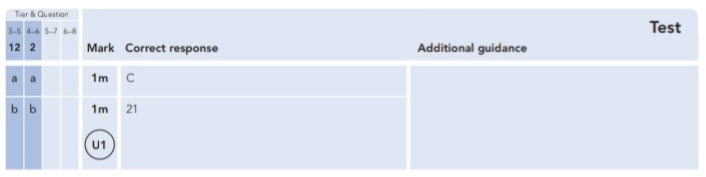 Tier & Question
Test
3–5 4–6 5–7 6–8
12 2 Mark Correct response Additional guidance
a a 1m C
b b 1m 21
U1